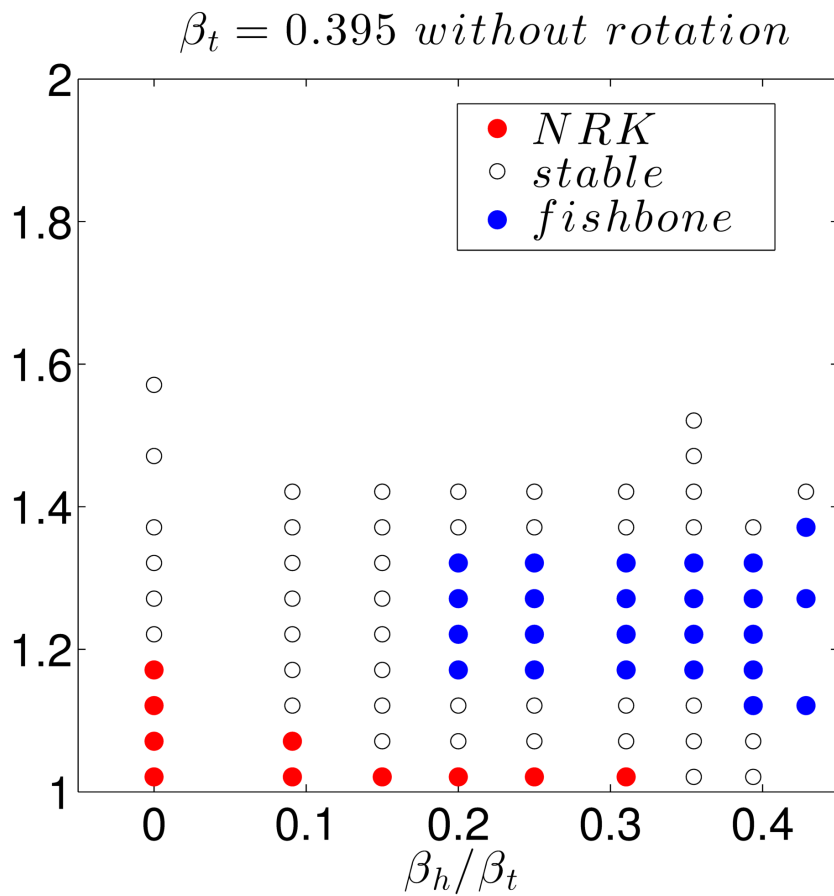 β_t = 0.395 without rotation
2
1.8
1.6
1.4
1.2
1
NRK
stable
fishbone
0 0.1 0.2 0.3 0.4
β_h/β_t